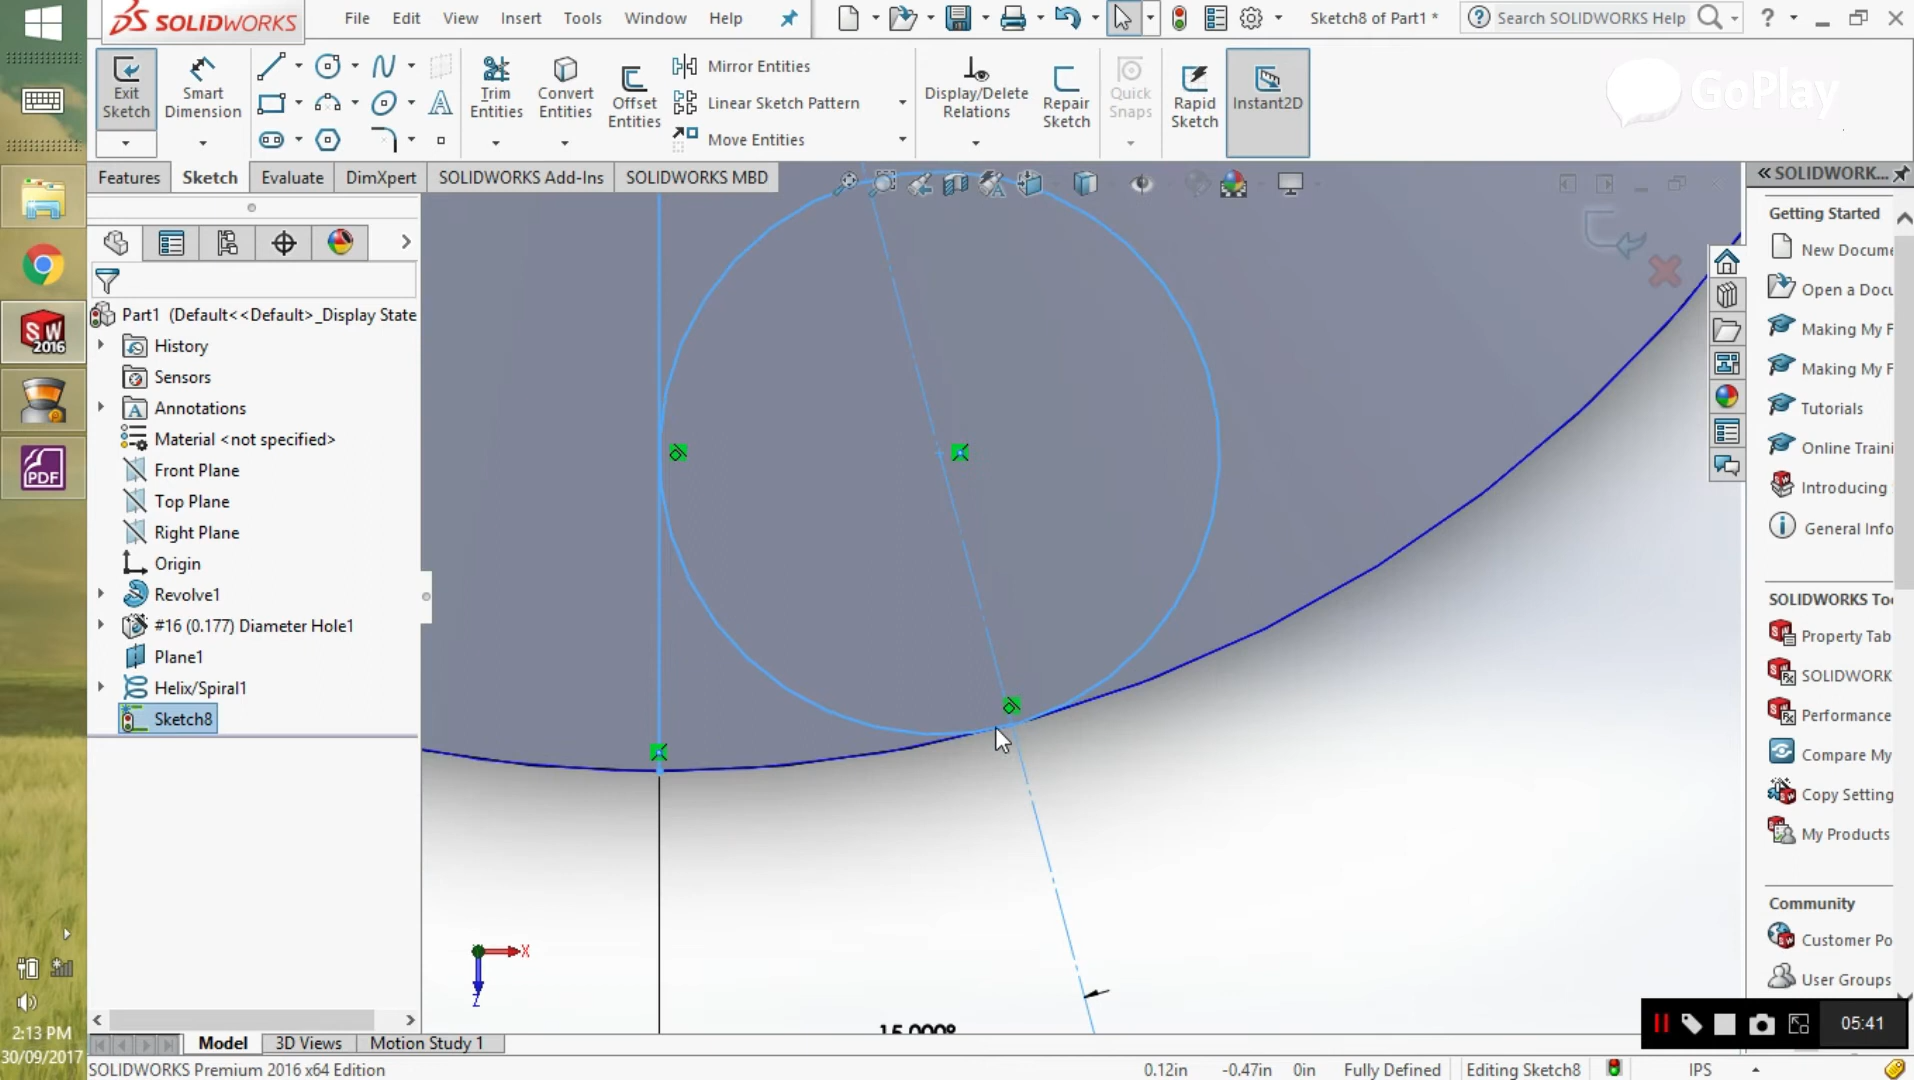 SOLIDWORKS
File Edit View Insert Tools Window Help
Sketch8 of Part1 *
Search SOLIDWORKS Help
Exit Sketch
Smart Dimension
Trim Entities
Convert Entities
Offset Entities
Mirror Entities
Linear Sketch Pattern
Move Entities
Display/Delete Relations
Repair Sketch
Quick Snaps
Rapid Sketch
Instant2D
GoPlay
Features Sketch Evaluate DimXpert SOLIDWORKS Add-Ins SOLIDWORKS MBD
SOLIDWORK...
Part1 (Default<<Default>_Display State
History
Sensors
Annotations
Material <not specified>
Front Plane
Top Plane
Right Plane
Origin
Revolve1
#16 (0.177) Diameter Hole1
Plane1
Helix/Spiral1
Sketch8
SW
2016
PDF
X
Z
15.000°
Getting Started
New Docume
Open a Docu
Making My F
Making My F
Tutorials
Online Traini
Introducing
General Info
SOLIDWORKS Too
Property Tab
SOLIDWORK
Performance
Compare My
Copy Setting
My Products
Community
Customer Po
User Groups
05:41
2:13 PM
30/09/2017
Model 3D Views Motion Study 1
SOLIDWORKS Premium 2016 x64 Edition
0.12in -0.47in 0in Fully Defined Editing Sketch8 IPS